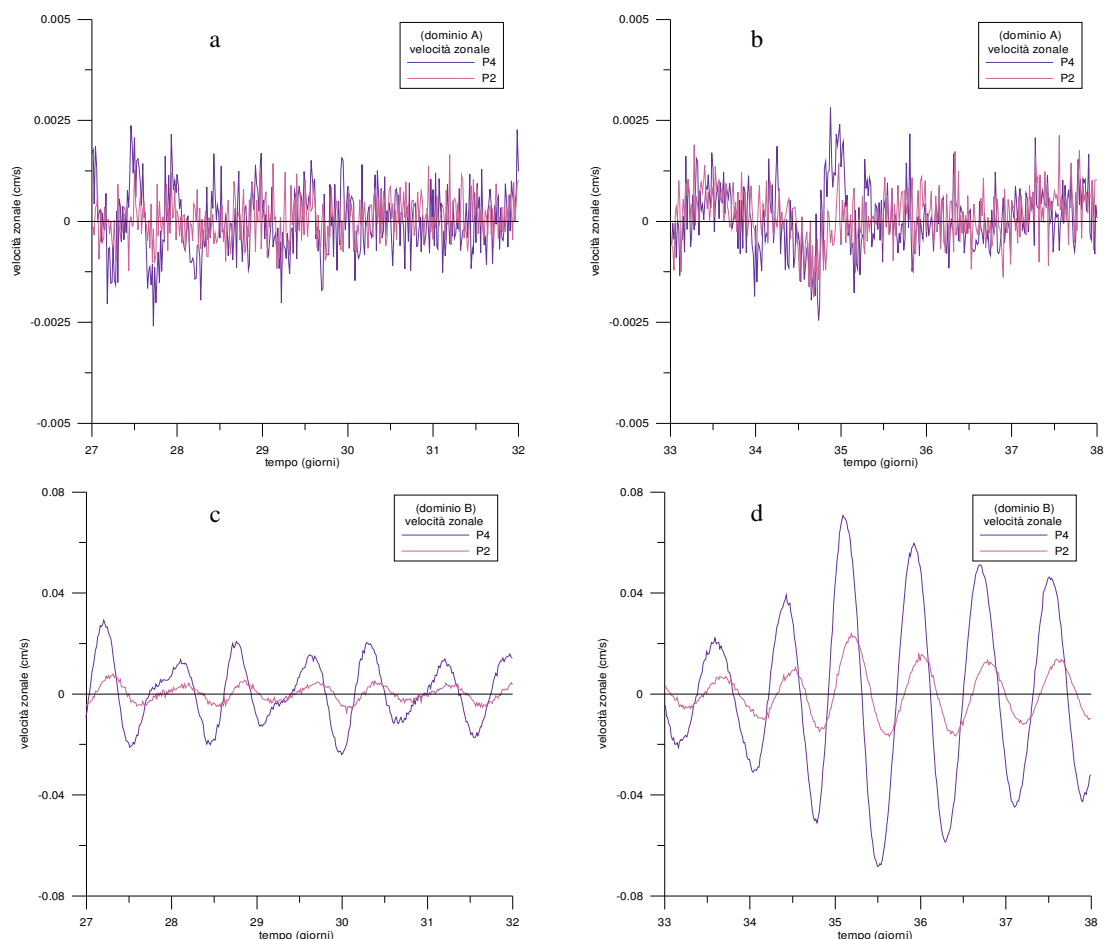 a
(dominio A)
velocità zonale
P4
P2
0.005
0.0025
0
-0.0025
-0.005
velocità zonale (cm/s)
27 28 29 30 31 32
tempo (giorni)
b
(dominio A)
velocità zonale
P4
P2
0.005
0.0025
0
-0.0025
-0.005
velocità zonale (cm/s)
33 34 35 36 37 38
tempo (giorni)
c
(dominio B)
velocità zonale
P4
P2
0.08
0.04
0
-0.04
-0.08
velocità zonale (cm/s)
27 28 29 30 31 32
tempo (giorni)
d
(dominio B)
velocità zonale
P4
P2
0.08
0.04
0
-0.04
-0.08
velocità zonale (cm/s)
33 34 35 36 37 38
tempo (giorni)